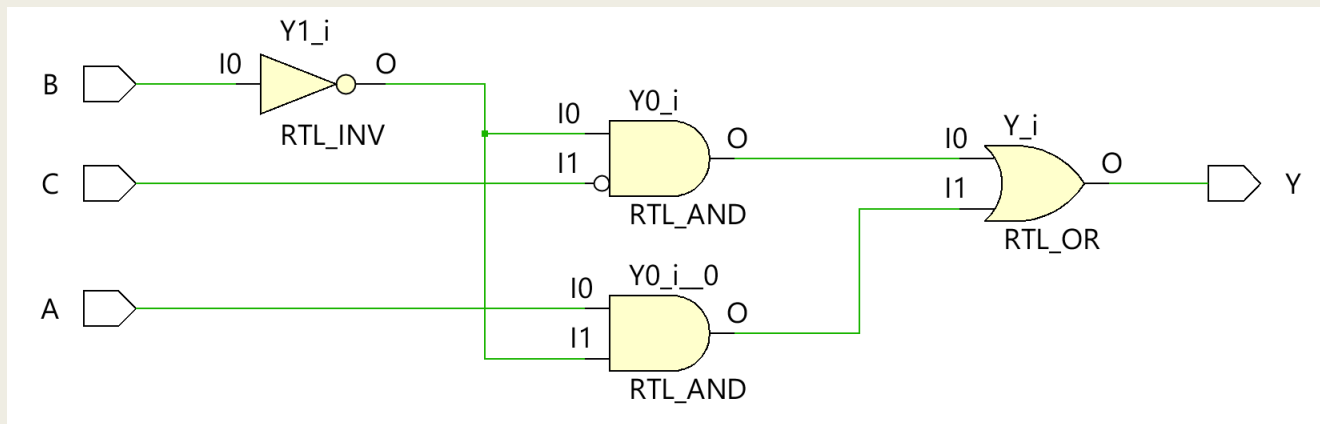 Y1_i
B
I0
O
RTL_INV
Y0_i
I0
O
C
I1
RTL_AND
Y_i
I0
O
I1
Y
RTL_OR
Y0_i__0
A
I0
O
I1
RTL_AND